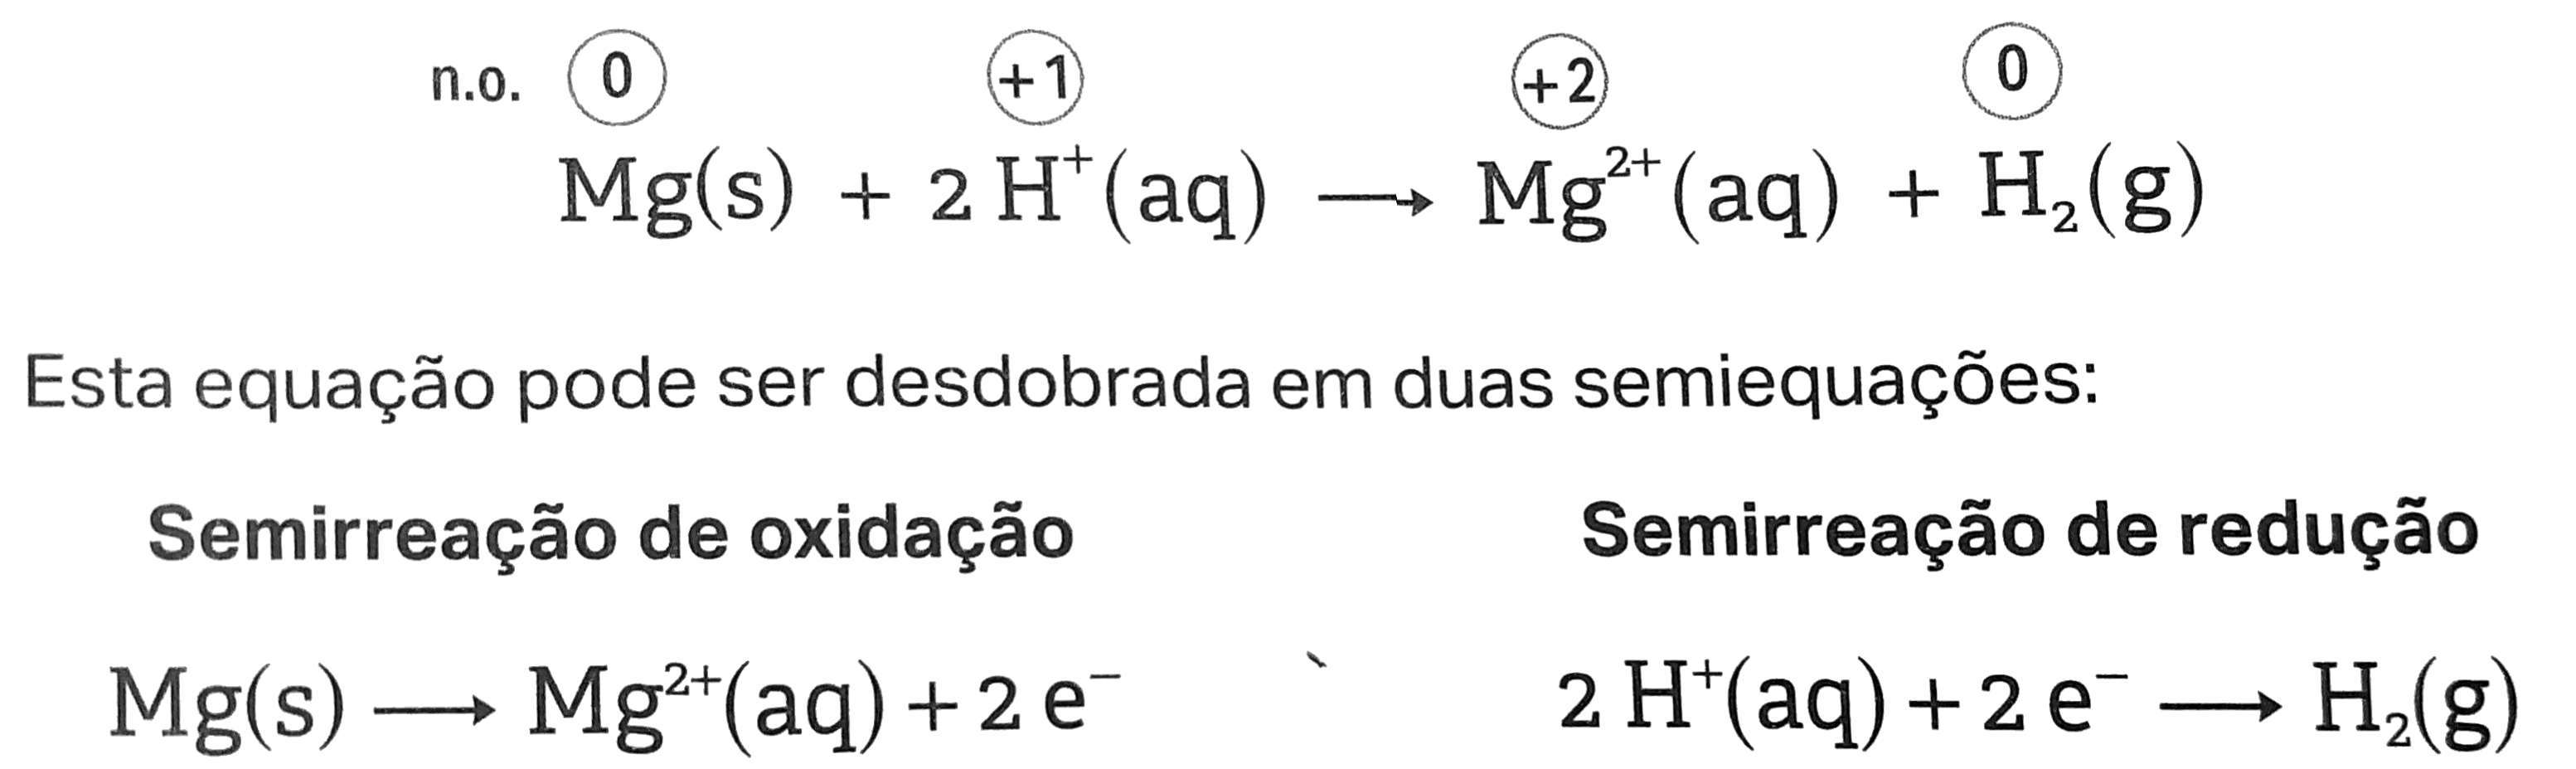 n.o. 0 +1 +2 0
Mg(s) + 2 H⁺(aq) → Mg²⁺(aq) + H₂(g)
Esta equação pode ser desdobrada em duas semiequações:
Semirreação de oxidação Semirreação de redução
Mg(s) → Mg²⁺(aq) + 2 e⁻ 2 H⁺(aq) + 2 e⁻ → H₂(g)